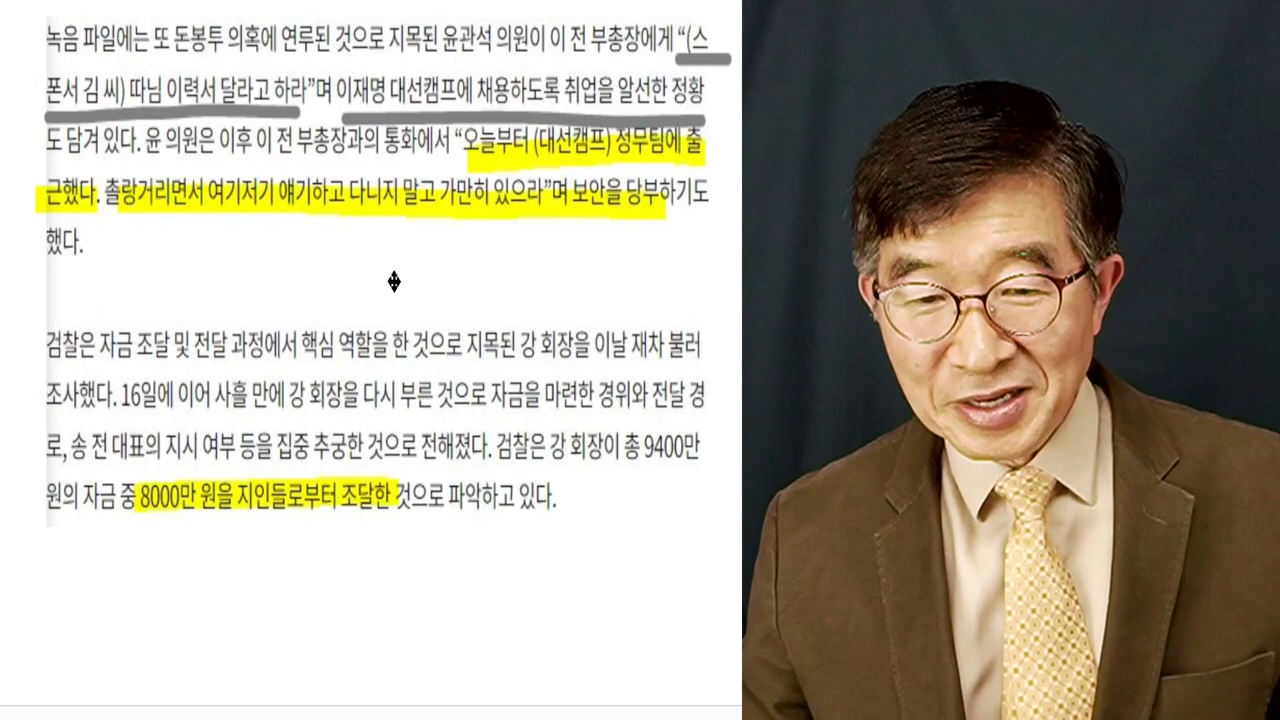 녹음 파일에는 또 돈봉투 의혹에 연루된 것으로 지목된 윤관석 의원이 이 전 부총장에게 “(스
폰서 김 씨) 따님 이력서 달라고 하라”며 이재명 대선캠프에 채용하도록 취업을 알선한 정황
도 담겨 있다. 윤 의원은 이후 이 전 부총장과의 통화에서 “오늘부터 (대선캠프) 정무팀에 출
근했다. 촐랑거리면서 여기저기 얘기하고 다니지 말고 가만히 있으라”며 보안을 당부하기도
했다.
검찰은 자금 조달 및 전달 과정에서 핵심 역할을 한 것으로 지목된 강 회장을 이날 재차 불러
조사했다. 16일에 이어 사흘 만에 강 회장을 다시 부른 것으로 자금을 마련한 경위와 전달 경
로, 송 전 대표의 지시 여부 등을 집중 추궁한 것으로 전해졌다. 검찰은 강 회장이 총 9400만
원의 자금 중 8000만 원을 지인들로부터 조달한 것으로 파악하고 있다.